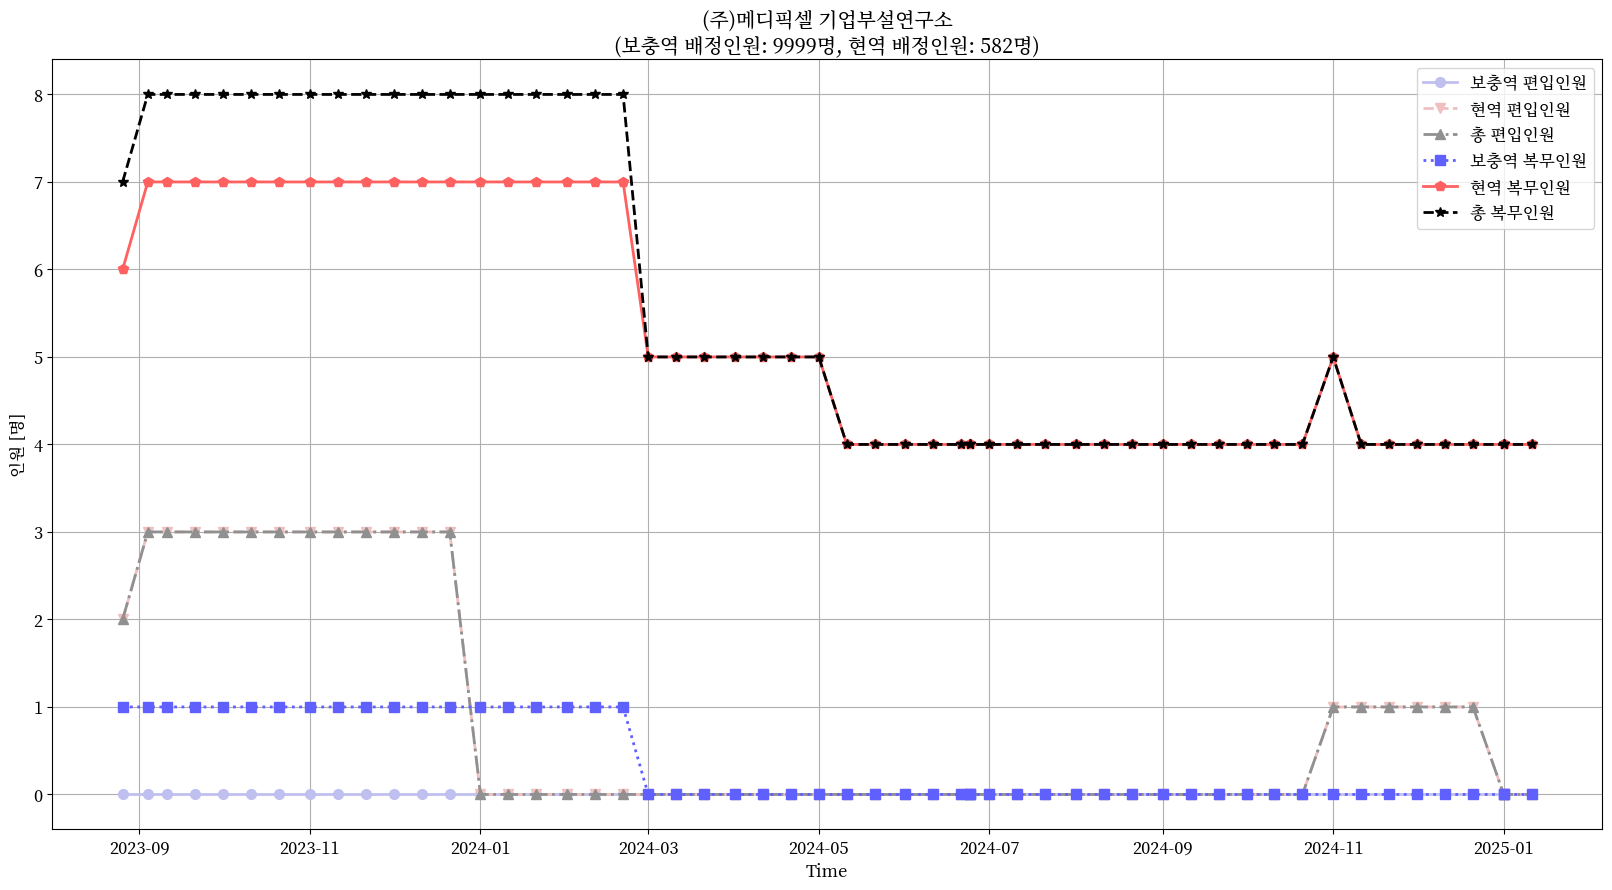 (주)메디픽셀 기업부설연구소
(보충역 배정인원: 9999명, 현역 배정인원: 582명)
보충역 편입인원
현역 편입인원
총 편입인원
보충역 복무인원
현역 복무인원
총 복무인원
인원 [명]
8
7
6
5
4
3
2
1
0
2023-09 2023-11 2024-01 2024-03 2024-05 2024-07 2024-09 2024-11 2025-01
Time